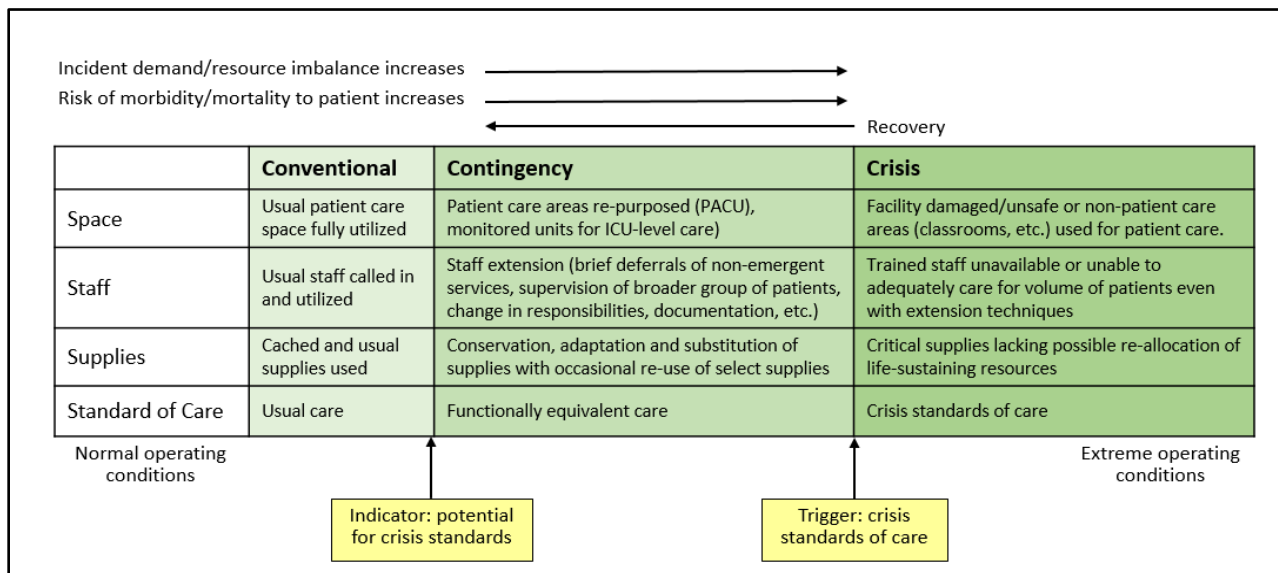 Incident demand/resource imbalance increases
Risk of morbidity/mortality to patient increases
Recovery
Conventional
Contingency
Crisis
Space
Usual patient care
space fully utilized
Patient care areas re-purposed (PACU),
monitored units for ICU-level care)
Facility damaged/unsafe or non-patient care
areas (classrooms, etc.) used for patient care.
Staff
Usual staff called in
and utilized
Staff extension (brief deferrals of non-emergent
services, supervision of broader group of patients,
change in responsibilities, documentation, etc.)
Trained staff unavailable or unable to
adequately care for volume of patients even
with extension techniques
Supplies
Cached and usual
supplies used
Conservation, adaptation and substitution of
supplies with occasional re-use of select supplies
Critical supplies lacking possible re-allocation of
life-sustaining resources
Standard of Care
Usual care
Functionally equivalent care
Crisis standards of care
Normal operating
conditions
Extreme operating
conditions
Indicator: potential
for crisis standards
Trigger: crisis
standards of care